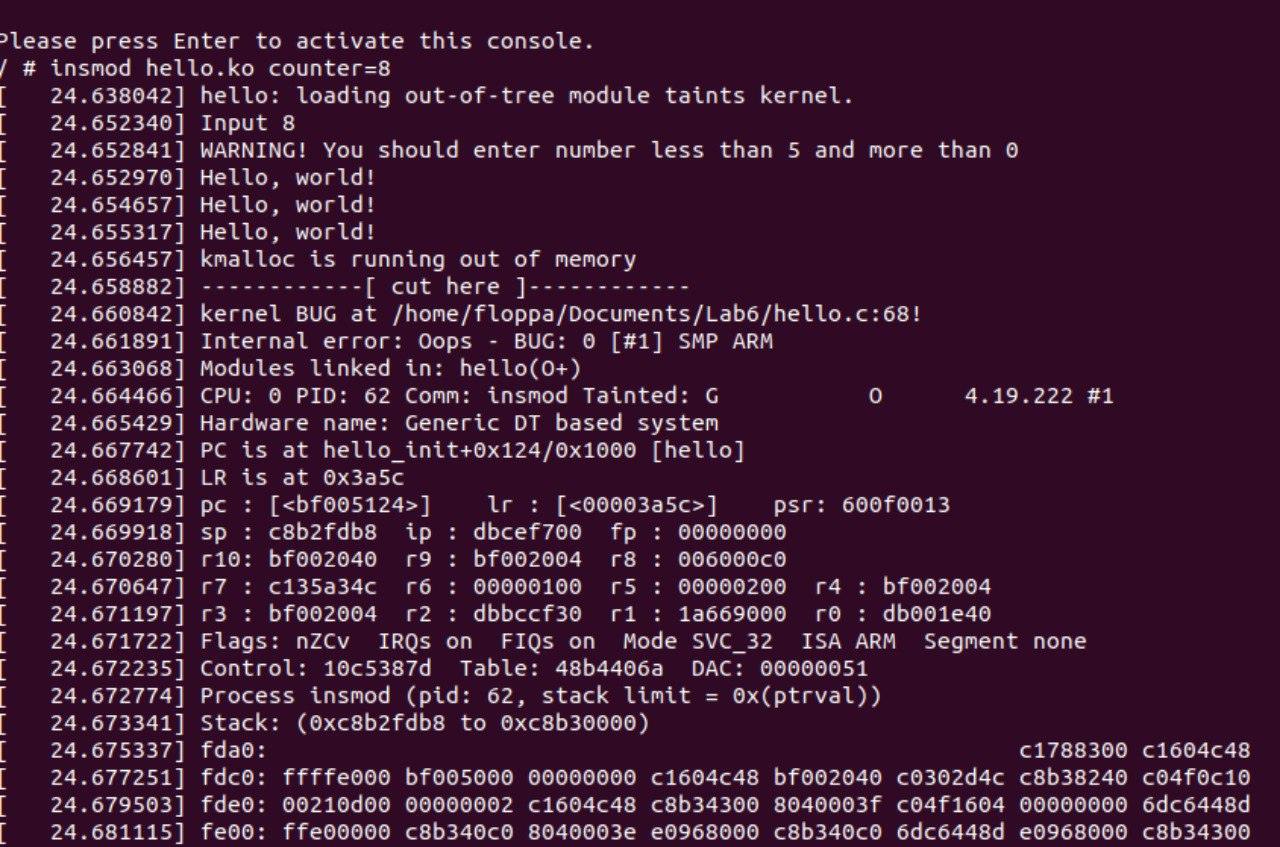 Please press Enter to activate this console.
/ # insmod hello.ko counter=8
[   24.638042] hello: loading out-of-tree module taints kernel.
[   24.652340] Input 8
[   24.652841] WARNING! You should enter number less than 5 and more than 0
[   24.652970] Hello, world!
[   24.654657] Hello, world!
[   24.655317] Hello, world!
[   24.656457] kmalloc is running out of memory
[   24.658882] ------------[ cut here ]------------
[   24.660842] kernel BUG at /home/floppa/Documents/Lab6/hello.c:68!
[   24.661891] Internal error: Oops - BUG: 0 [#1] SMP ARM
[   24.663068] Modules linked in: hello(O+)
[   24.664466] CPU: 0 PID: 62 Comm: insmod Tainted: G           O      4.19.222 #1
[   24.665429] Hardware name: Generic DT based system
[   24.667742] PC is at hello_init+0x124/0x1000 [hello]
[   24.668601] LR is at 0x3a5c
[   24.669179] pc : [<bf005124>]    lr : [<00003a5c>]    psr: 600f0013
[   24.669918] sp : c8b2fdb8  ip : dbcef700  fp : 00000000
[   24.670280] r10: bf002040  r9 : bf002004  r8 : 006000c0
[   24.670647] r7 : c135a34c  r6 : 00000100  r5 : 00000200  r4 : bf002004
[   24.671197] r3 : bf002004  r2 : dbbccf30  r1 : 1a669000  r0 : db001e40
[   24.671722] Flags: nZCv  IRQs on  FIQs on  Mode SVC_32  ISA ARM  Segment none
[   24.672235] Control: 10c5387d  Table: 48b4406a  DAC: 00000051
[   24.672774] Process insmod (pid: 62, stack limit = 0x(ptrval))
[   24.673341] Stack: (0xc8b2fdb8 to 0xc8b30000)
[   24.675337] fda0:                                                       c1788300 c1604c48
[   24.677251] fdc0: ffffe000 bf005000 00000000 c1604c48 bf002040 c0302d4c c8b38240 c04f0c10
[   24.679503] fde0: 00210d00 00000002 c1604c48 c8b34300 8040003f c04f1604 00000000 6dc6448d
[   24.681115] fe00: ffe00000 c8b340c0 8040003e e0968000 c8b340c0 6dc6448d e0968000 c8b34300